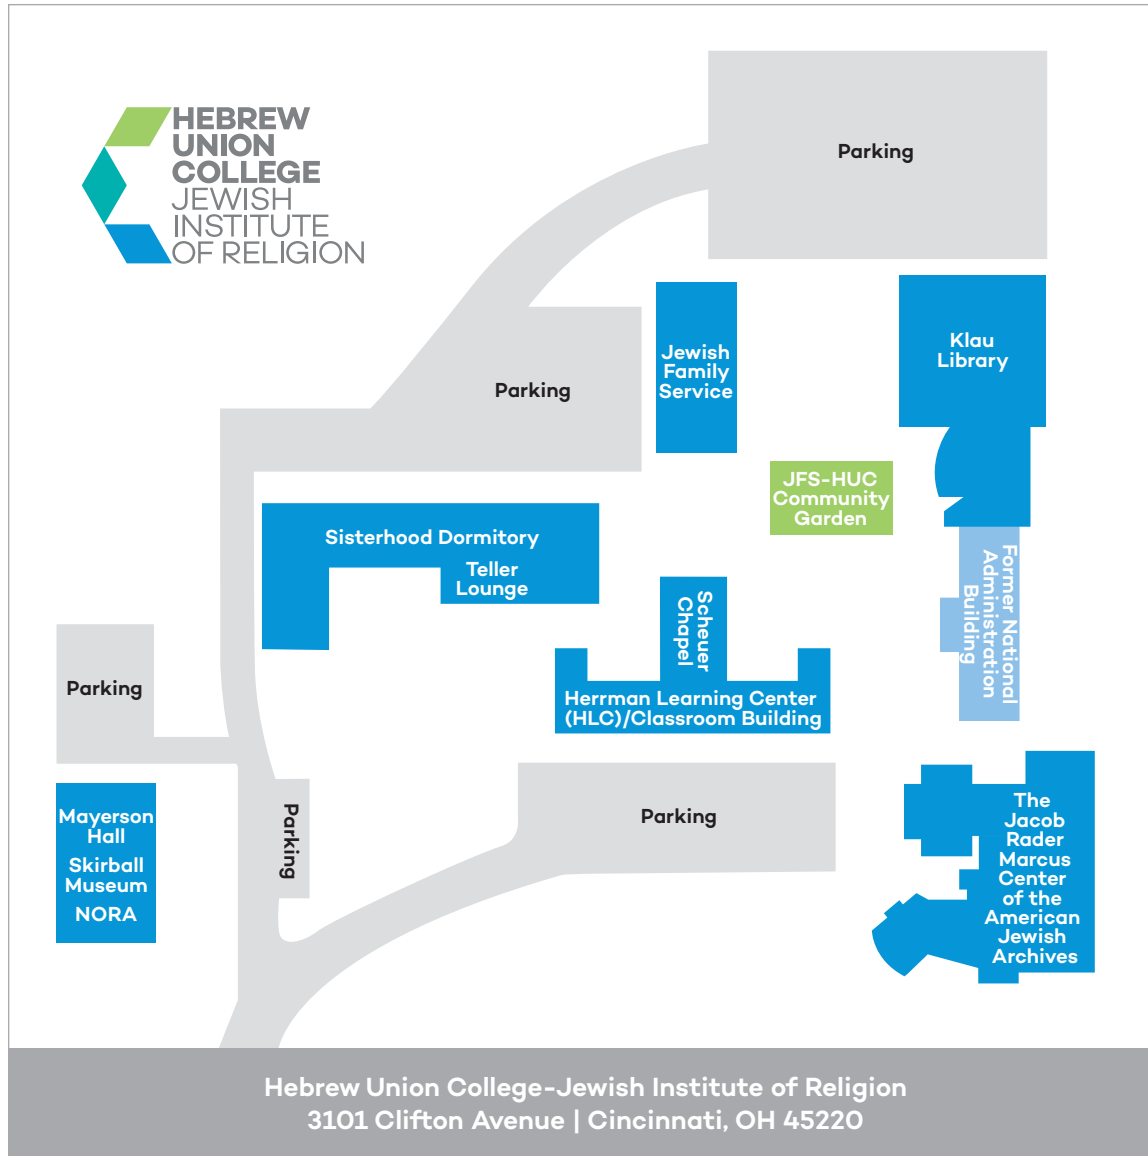 HEBREW
UNION
COLLEGE
JEWISH
INSTITUTE
OF RELIGION
Parking
Jewish
Family
Service
Klau
Library
Parking
JFS-HUC
Community
Garden
Sisterhood Dormitory
Teller
Lounge
Former National
Administration
Building
Scheuer
Chapel
Parking
Herrman Learning Center
(HLC)/Classroom Building
Mayerson
Hall
Skirball
Museum
NORA
Parking
Parking
The
Jacob
Rader
Marcus
Center
of the
American
Jewish
Archives
Hebrew Union College-Jewish Institute of Religion
3101 Clifton Avenue | Cincinnati, OH 45220